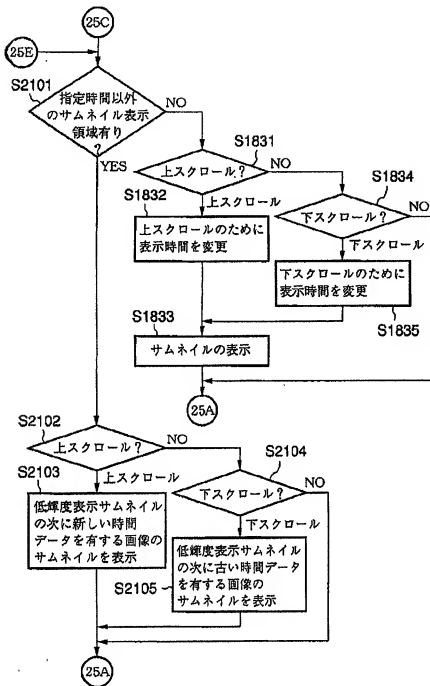 25C
25E
S2101
指定時間以外
のサムネイル表示
領域有り
?
NO
YES
S1831
上スクロール?
NO
上スクロール
S1832
上スクロールのために
表示時間を変更
S1834
下スクロール?
NO
下スクロール
下スクロールのために
表示時間を変更
S1835
S1833
サムネイルの表示
25A
S2102
上スクロール?
NO
上スクロール
S2103
低輝度表示サムネイル
の次に新しい時間
データを有する画像の
サムネイルを表示
S2104
下スクロール?
NO
下スクロール
低輝度表示サムネイル
の次に古い時間データ
を有する画像の
サムネイルを表示
S2105
25A